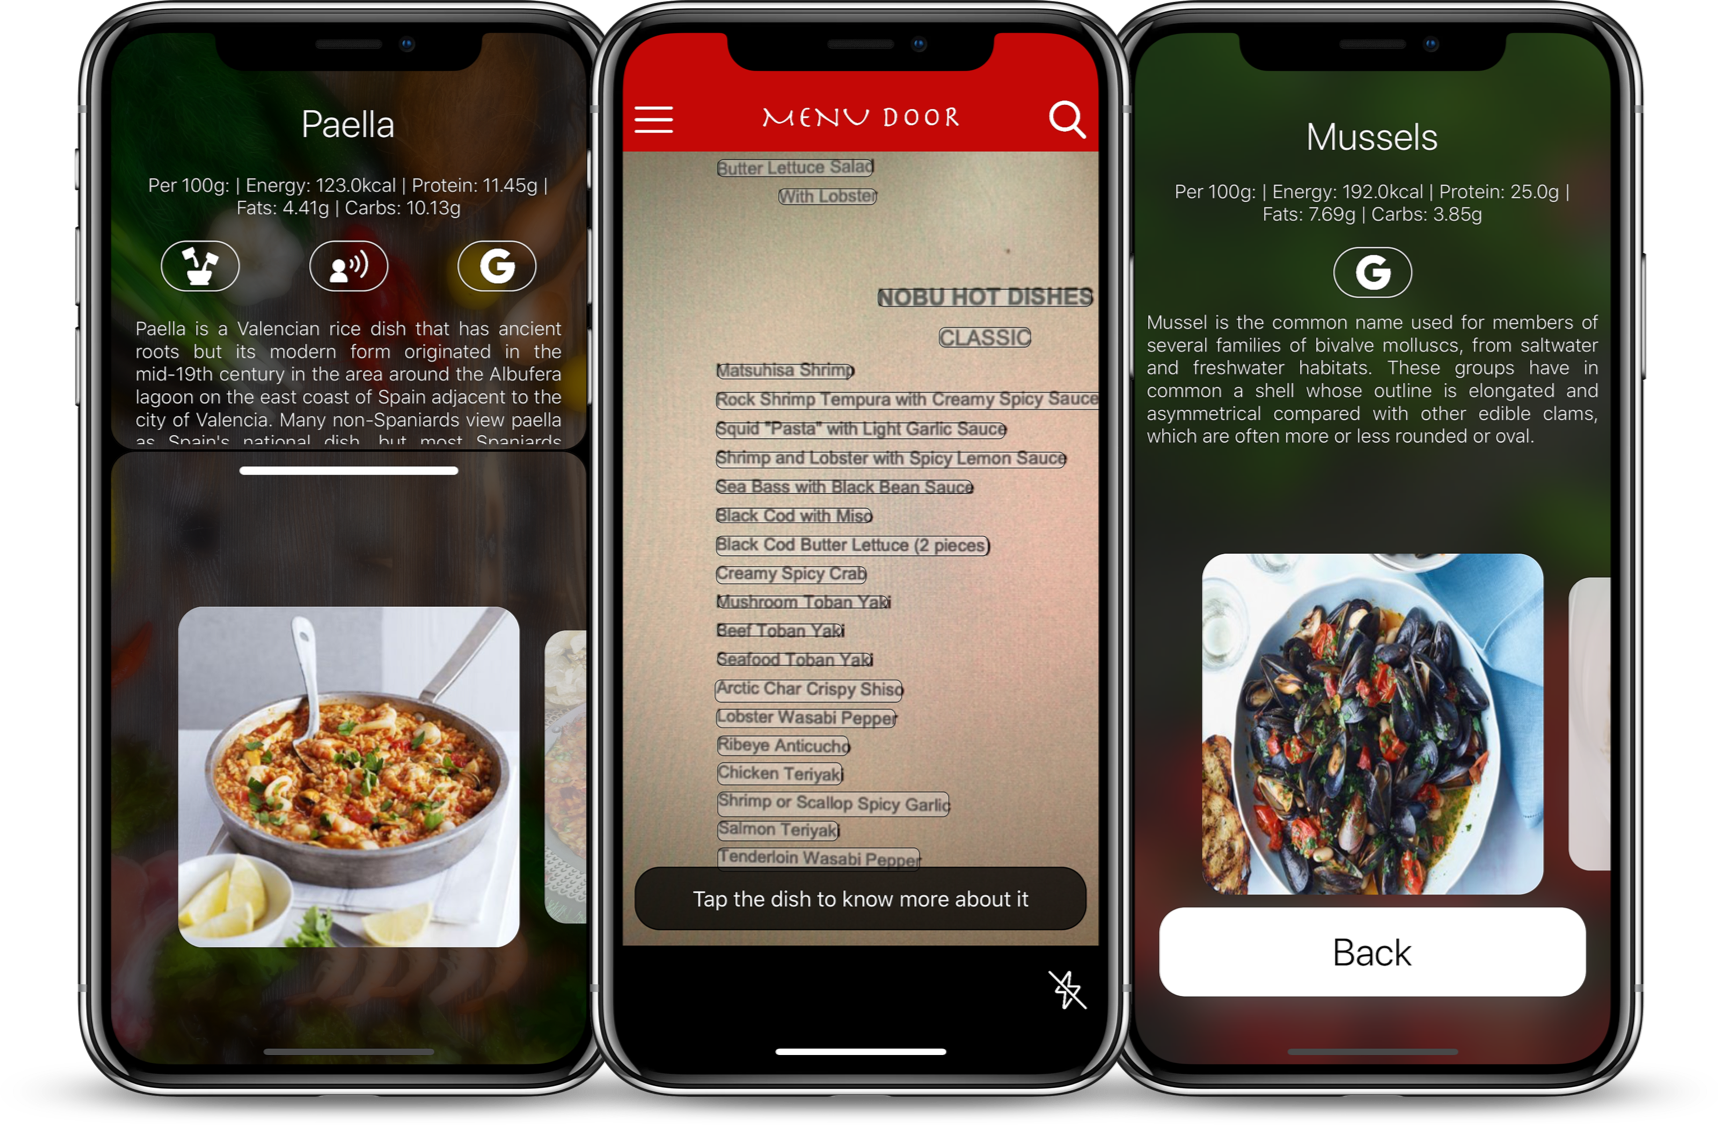 Paella
Per 100g: | Energy: 123.0kcal | Protein: 11.45g |
Fats: 4.41g | Carbs: 10.13g
G
Paella is a Valencian rice dish that has ancient
roots but its modern form originated in the
mid-19th century in the area around the Albufera
lagoon on the east coast of Spain adjacent to the
city of Valencia. Many non-Spaniards view paella
as Spain's national dish, but most Spaniards
MENU DOOR
Butter Lettuce Salad
With Lobster
NOBU HOT DISHES
CLASSIC
Matsuhisa Shrimp
Rock Shrimp Tempura with Creamy Spicy Sauce
Squid "Pasta" with Light Garlic Sauce
Shrimp and Lobster with Spicy Lemon Sauce
Sea Bass with Black Bean Sauce
Black Cod with Miso
Black Cod Butter Lettuce (2 pieces)
Creamy Spicy Crab
Mushroom Toban Yaki
Beef Toban Yaki
Seafood Toban Yaki
Arctic Char Crispy Shiso
Lobster Wasabi Pepper
Ribeye Anticucho
Chicken Teriyaki
Shrimp or Scallop Spicy Garlic
Salmon Teriyaki
Tenderloin Wasabi Pepper
Tap the dish to know more about it
Mussels
Per 100g: | Energy: 192.0kcal | Protein: 25.0g |
Fats: 7.69g | Carbs: 3.85g
G
Mussel is the common name used for members of
several families of bivalve molluscs, from saltwater
and freshwater habitats. These groups have in
common a shell whose outline is elongated and
asymmetrical compared with other edible clams,
which are often more or less rounded or oval.
Back